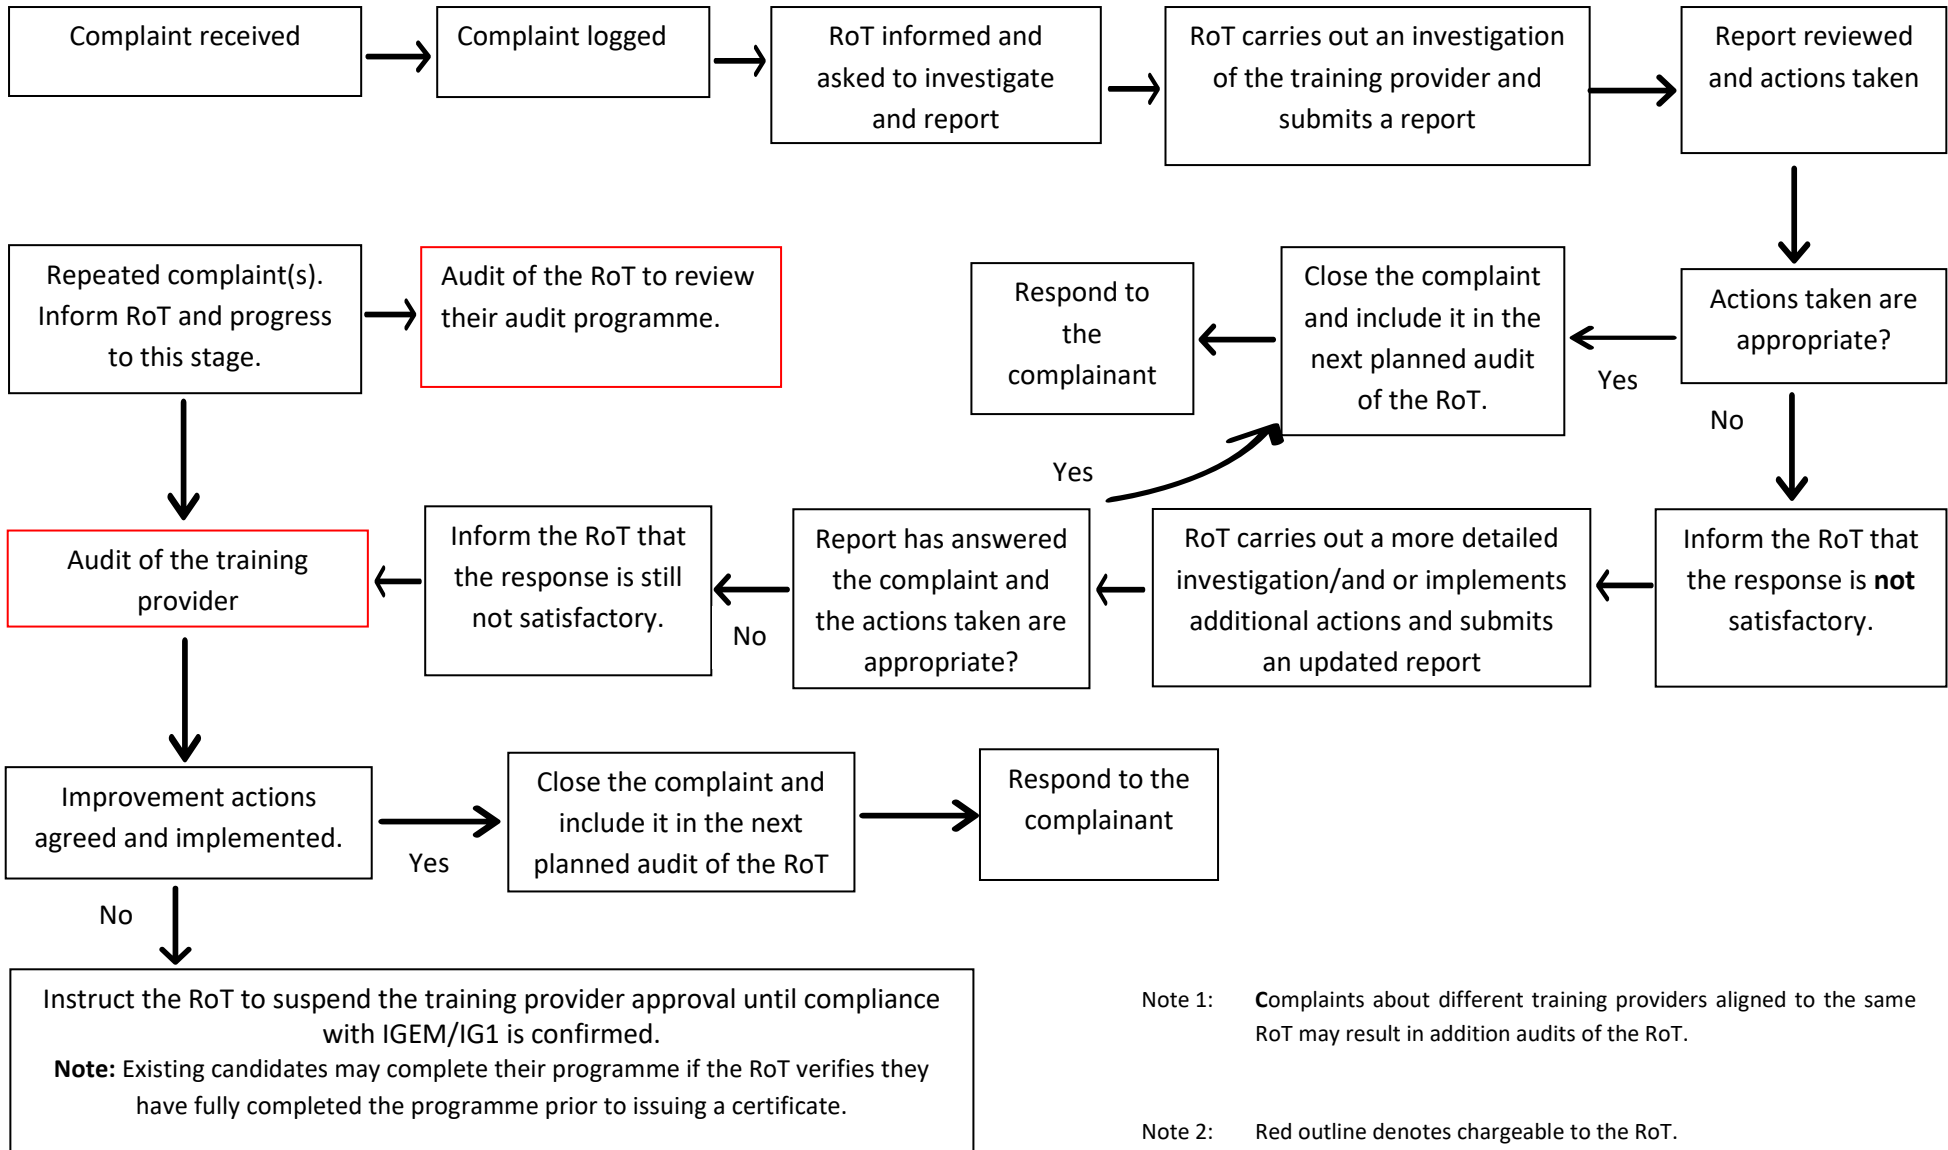 Complaint received
Complaint logged
RoT informed and
asked to investigate
and report
RoT carries out an investigation
of the training provider and
submits a report
Report reviewed
and actions taken
Repeated complaint(s).
Inform RoT and progress
to this stage.
Audit of the RoT to review
their audit programme.
Respond to
the
complainant
Close the complaint
and include it in the
next planned audit
of the RoT.
Yes
Actions taken are
appropriate?
No
Yes
Audit of the training
provider
Inform the RoT that
the response is still
not satisfactory.
No
Report has answered
the complaint and
the actions taken are
appropriate?
RoT carries out a more detailed
investigation/and or implements
additional actions and submits
an updated report
Inform the RoT that
the response is not
satisfactory.
Improvement actions
agreed and implemented.
Yes
Close the complaint and
include it in the next
planned audit of the RoT
Respond to the
complainant
No
Instruct the RoT to suspend the training provider approval until compliance
with IGEM/IG1 is confirmed.
Note: Existing candidates may complete their programme if the RoT verifies they
have fully completed the programme prior to issuing a certificate.
Note 1: Complaints about different training providers aligned to the same
RoT may result in addition audits of the RoT.
Note 2: Red outline denotes chargeable to the RoT.